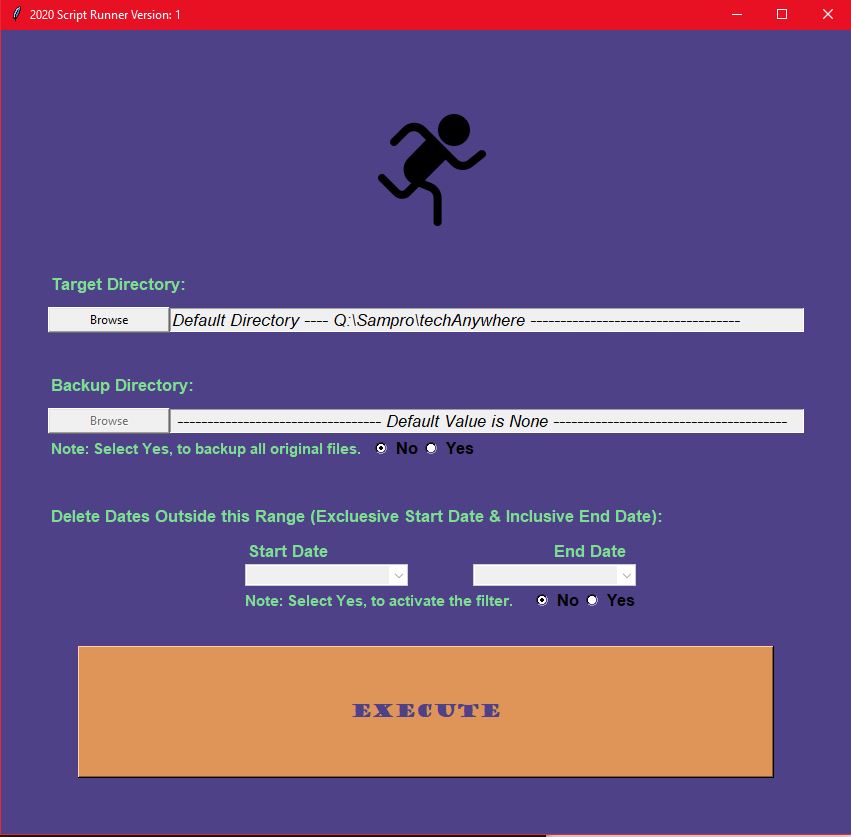 2020 Script Runner Version: 1
Target Directory:
Browse Default Directory ---- Q:\Sampro\techAnywhere -----------------------------------
Backup Directory:
Browse ---------------------------------- Default Value is None ---------------------------------------
Note: Select Yes, to backup all original files. No Yes
Delete Dates Outside this Range (Excluesive Start Date & Inclusive End Date):
Start Date End Date
Note: Select Yes, to activate the filter. No Yes
EXECUTE